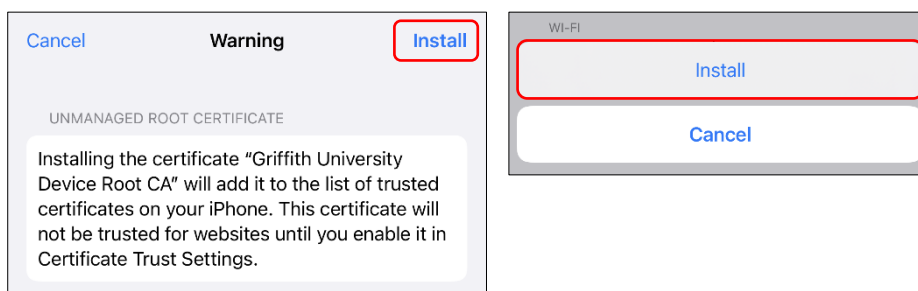 Cancel Warning Install
UNMANAGED ROOT CERTIFICATE
Installing the certificate “Griffith University
Device Root CA” will add it to the list of trusted
certificates on your iPhone. This certificate will
not be trusted for websites until you enable it in
Certificate Trust Settings.
WI-FI
Install
Cancel